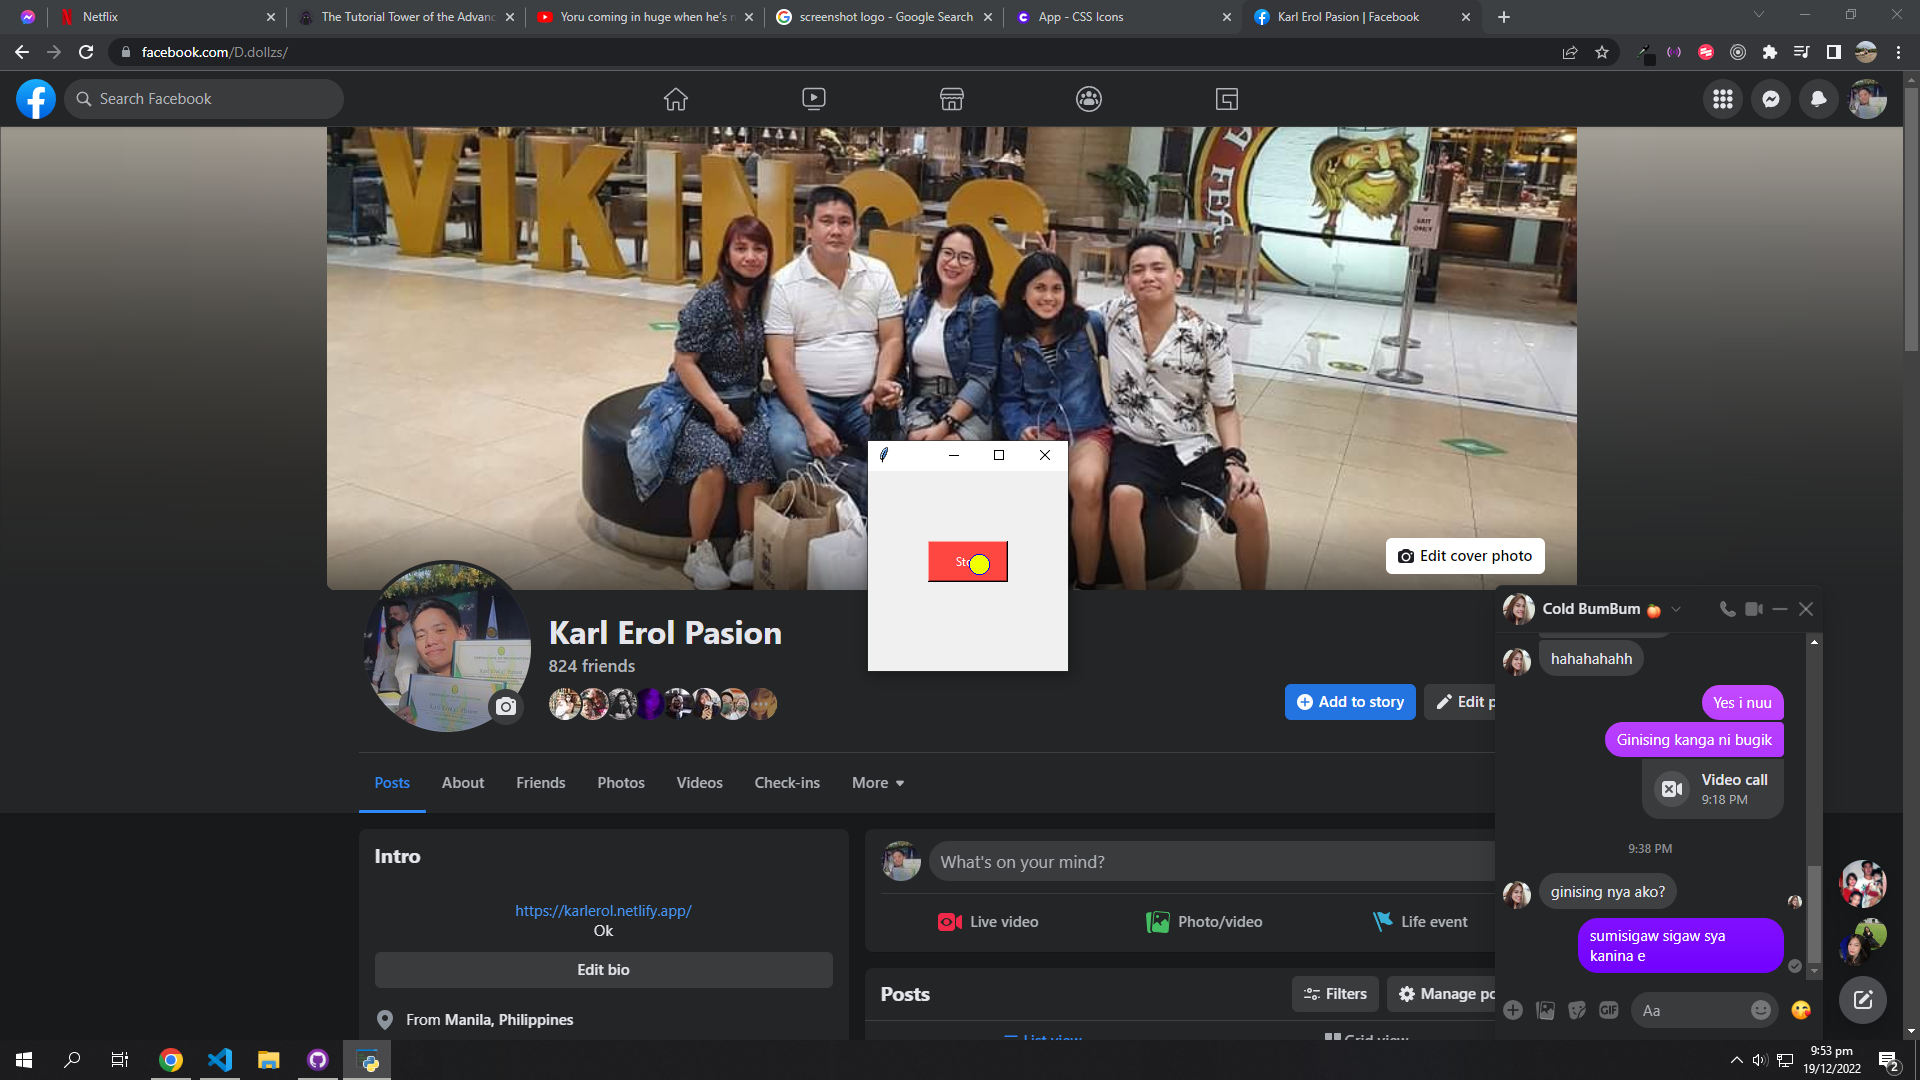 Netflix
The Tutorial Tower of the Advanc
Yoru coming in huge when he's n
screenshot logo - Google Search
App - CSS Icons
Karl Erol Pasion | Facebook
facebook.com/D.dollzs/
Search Facebook
VIKINGS
EXIT
ONLY
Edit cover photo
Karl Erol Pasion
824 friends
Add to story
Edit p
Posts
About
Friends
Photos
Videos
Check-ins
More
Intro
https://karlerol.netlify.app/
Ok
Edit bio
From Manila, Philippines
What's on your mind?
Live video
Photo/video
Life event
Posts
Filters
Manage po
List view
Grid view
Cold BumBum
hahahahahh
Yes i nuu
Ginising kanga ni bugik
Video call
9:18 PM
9:38 PM
ginising nya ako?
sumisigaw sigaw sya
kanina e
GIF
Aa
9:53 pm
19/12/2022
2